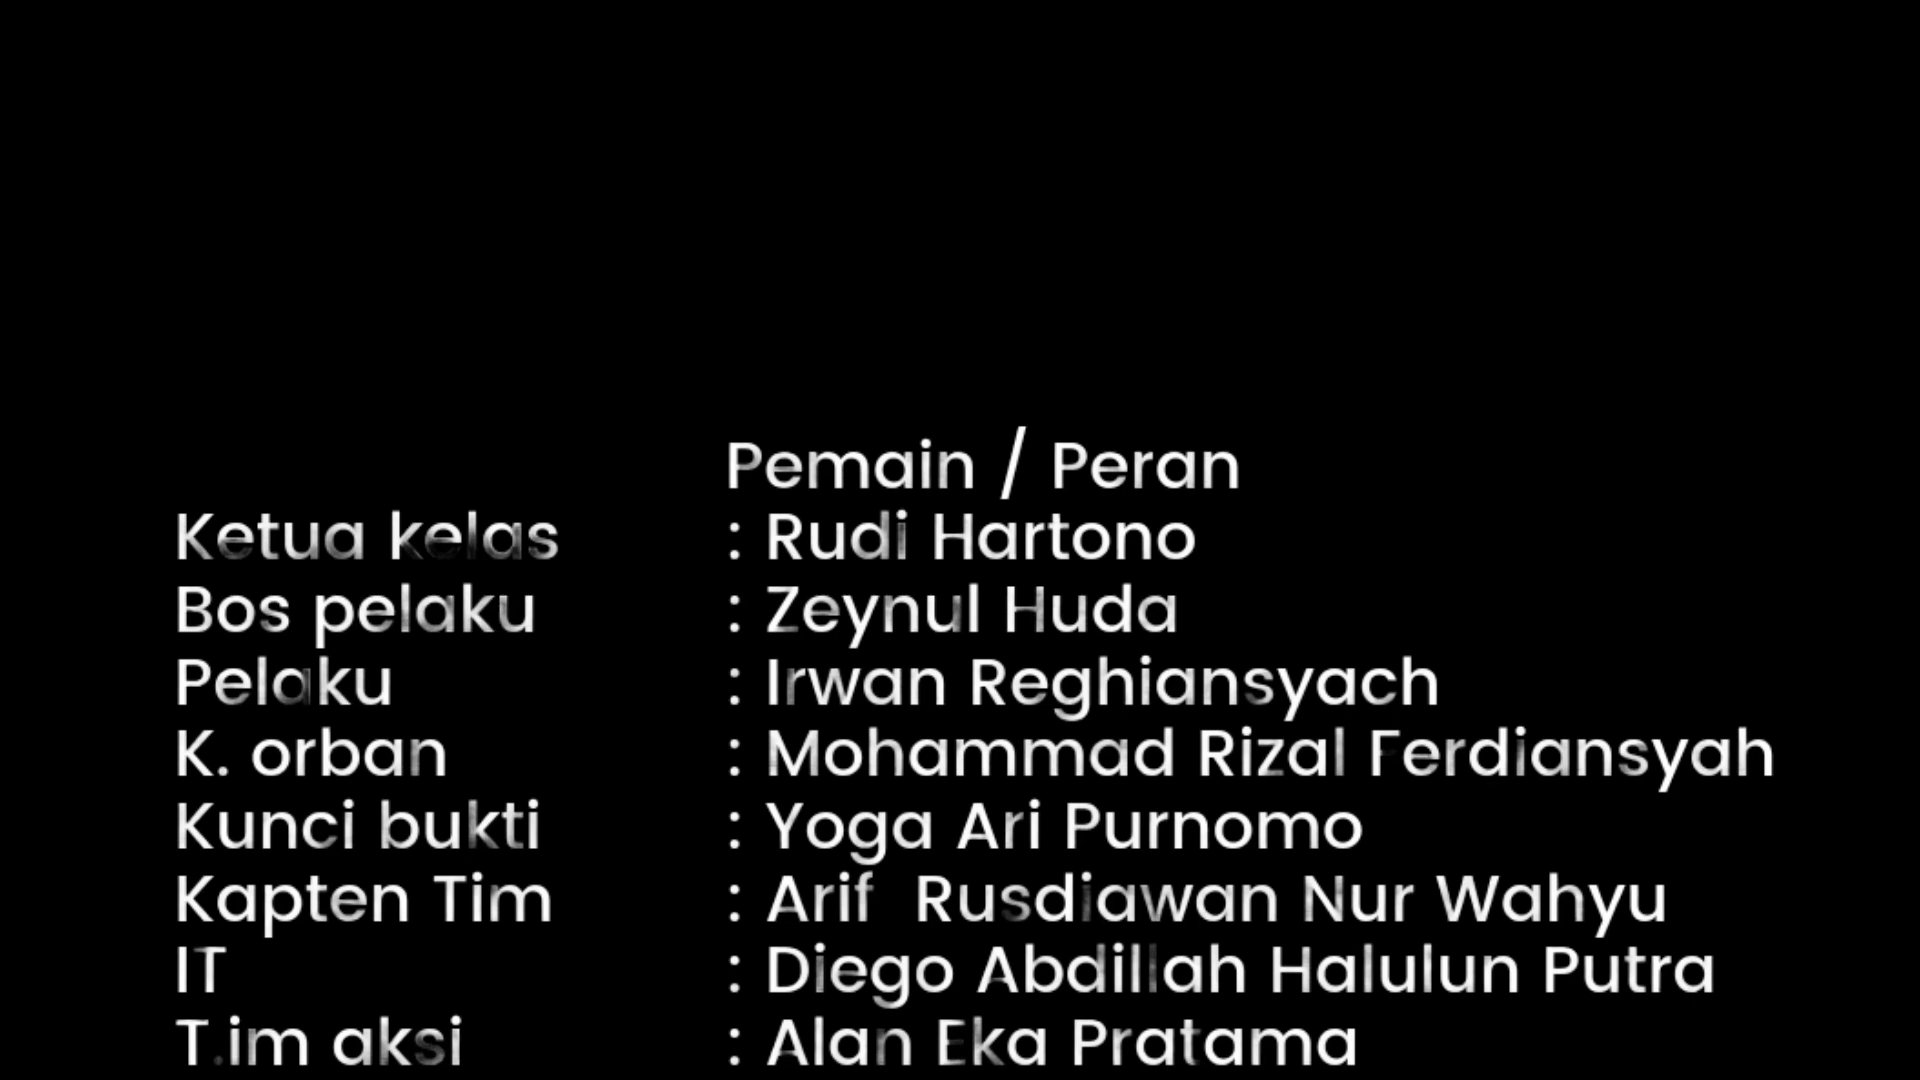 Pemain / Peran
Ketua kelas : Rudi Hartono
Bos pelaku : Zeynul Huda
Pelaku : Irwan Reghiansyach
K. orban : Mohammad Rizal Ferdiansyah
Kunci bukti : Yoga Ari Purnomo
Kapten Tim : Arif Rusdiawan Nur Wahyu
IT : Diego Abdillah Halulun Putra
T.im aksi : Alan Eka Pratama